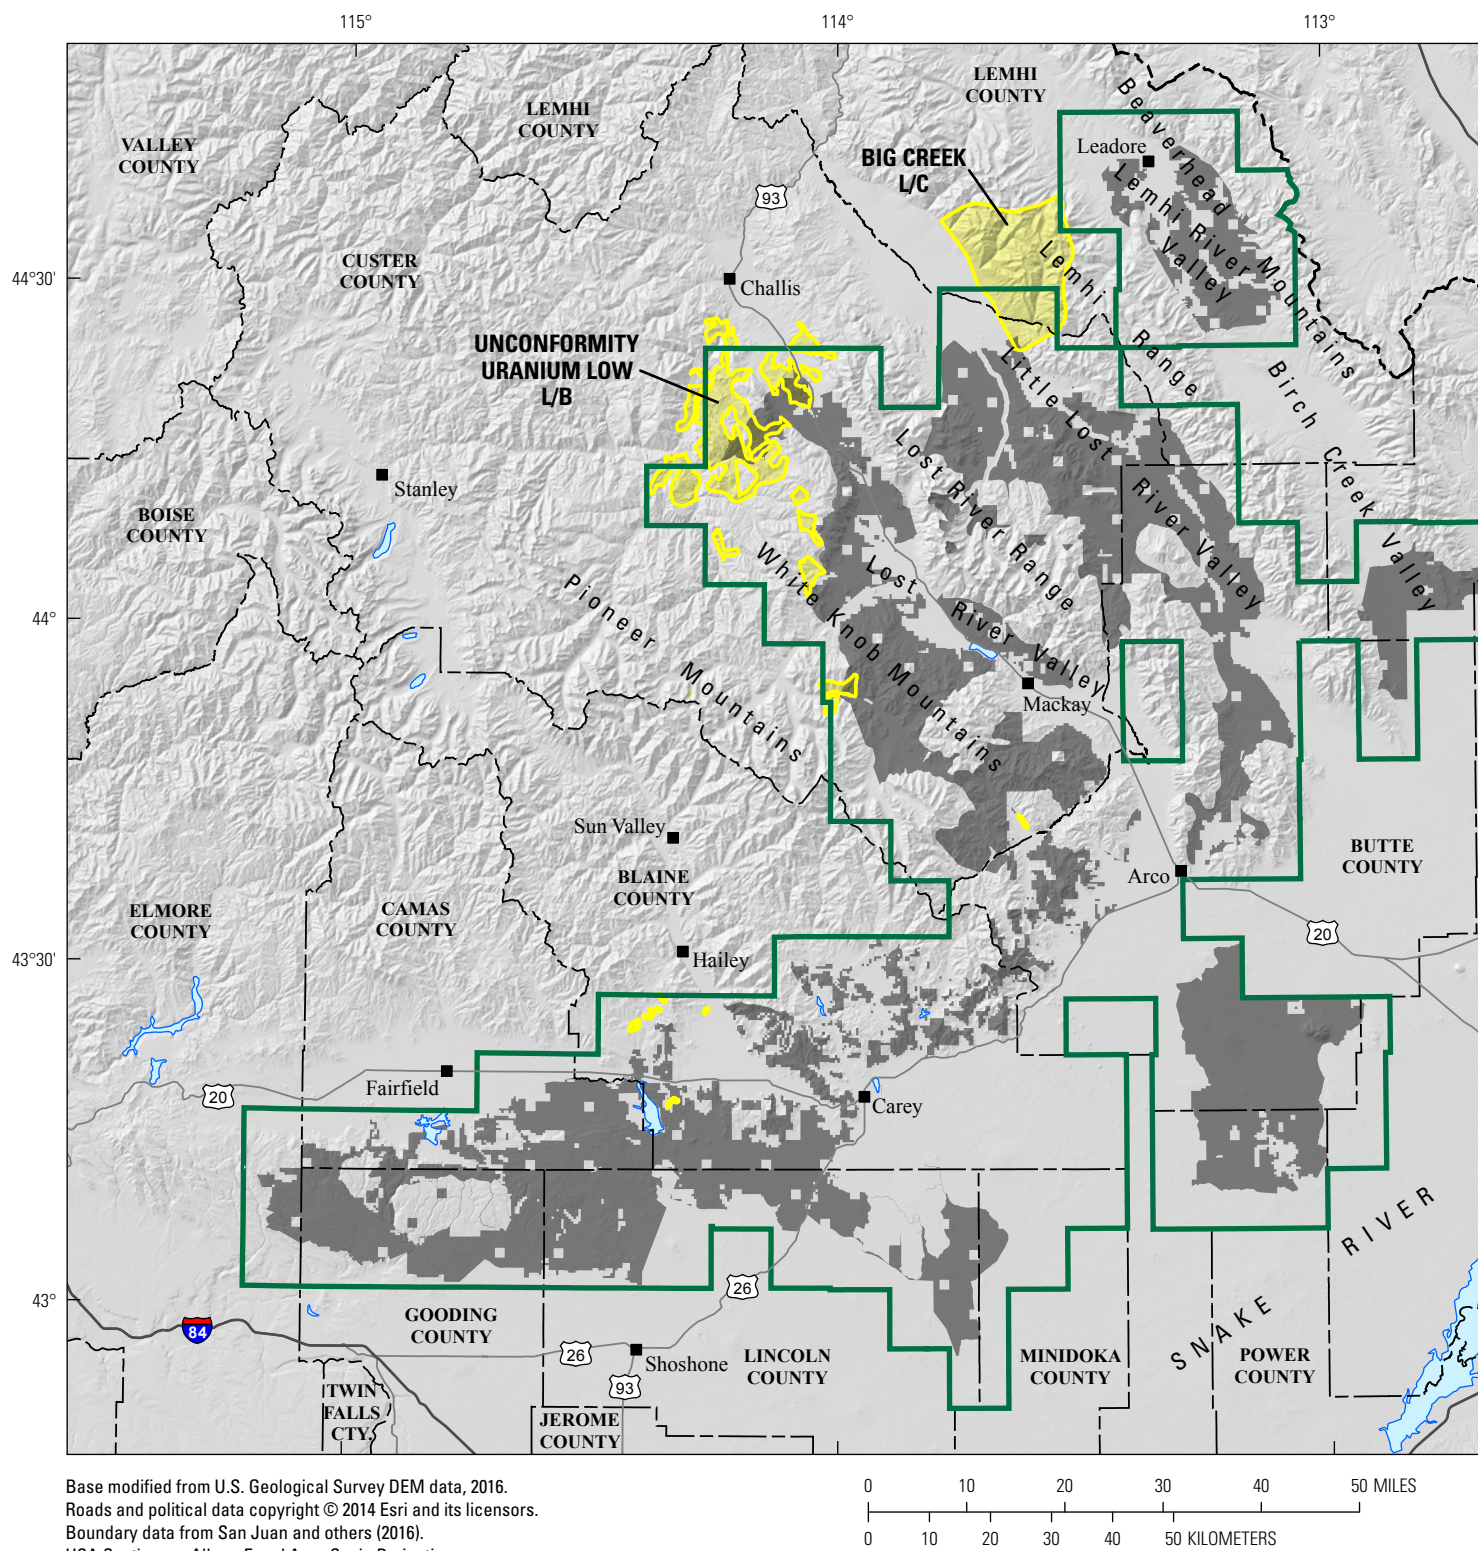 115°
114°
113°
44°30'
44°
43°30'
43°
LEMHI
COUNTY
LEMHI
COUNTY
VALLEY
COUNTY
BIG CREEK
L/C
Leadore
Beaverhead Mountains
Lemhi River Valley
93
CUSTER
COUNTY
Challis
Lemhi Range
UNCONFORMITY
URANIUM LOW
L/B
Little Lost River Valley
Birch Creek Valley
Lost River Range
Stanley
BOISE
COUNTY
White Knob Mountains
Lost River Valley
Pioneer Mountains
Mackay
Sun Valley
BLAINE
COUNTY
BUTTE
COUNTY
Arco
ELMORE
COUNTY
CAMAS
COUNTY
20
Hailey
Fairfield
20
Carey
SNAKE RIVER
26
84
GOODING
COUNTY
26
Shoshone
LINCOLN
COUNTY
MINIDOKA
COUNTY
POWER
COUNTY
93
TWIN
FALLS
CTY.
JEROME
COUNTY
Base modified from U.S. Geological Survey DEM data, 2016.
Roads and political data copyright © 2014 Esri and its licensors.
Boundary data from San Juan and others (2016).
0 10 20 30 40 50 MILES
0 10 20 30 40 50 KILOMETERS